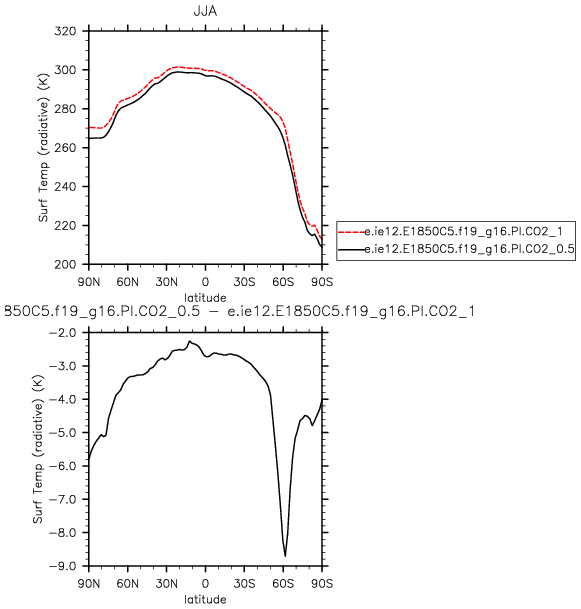 JJA
320
300
280
260
240
220
200
Surf Temp (radiative) (K)
90N 60N 30N 0 30S 60S 90S
latitude
e.ie12.E1850C5.f19_g16.PI.CO2_1
e.ie12.E1850C5.f19_g16.PI.CO2_0.5
850C5.f19_g16.PI.CO2_0.5 − e.ie12.E1850C5.f19_g16.PI.CO2_1
−2.0
−3.0
−4.0
−5.0
−6.0
−7.0
−8.0
−9.0
Surf Temp (radiative) (K)
90N 60N 30N 0 30S 60S 90S
latitude